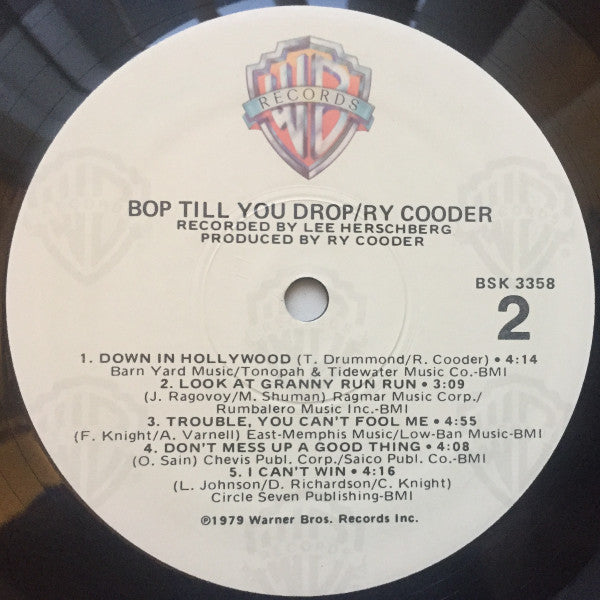 WB
RECORDS
BOP TILL YOU DROP/RY COODER
RECORDED BY LEE HERSCHBERG
PRODUCED BY RY COODER
BSK 3358
2
1. DOWN IN HOLLYWOOD (T. Drummond/R. Cooder) • 4:14
Barn Yard Music/Tonopah & Tidewater Music Co.-BMI
2. LOOK AT GRANNY RUN RUN • 3:09
(J. Ragovoy/M. Shuman) Ragmar Music Corp./
Rumbalero Music Inc.-BMI
3. TROUBLE, YOU CAN'T FOOL ME • 4:55
(F. Knight/A. Varnell) East-Memphis Music/Low-Ban Music-BMI
4. DON'T MESS UP A GOOD THING • 4:08
(O. Sain) Chevis Publ. Corp./Saico Publ. Co.-BMI
5. I CAN'T WIN • 4:16
(L. Johnson/D. Richardson/C. Knight)
Circle Seven Publishing-BMI
℗1979 Warner Bros. Records Inc.